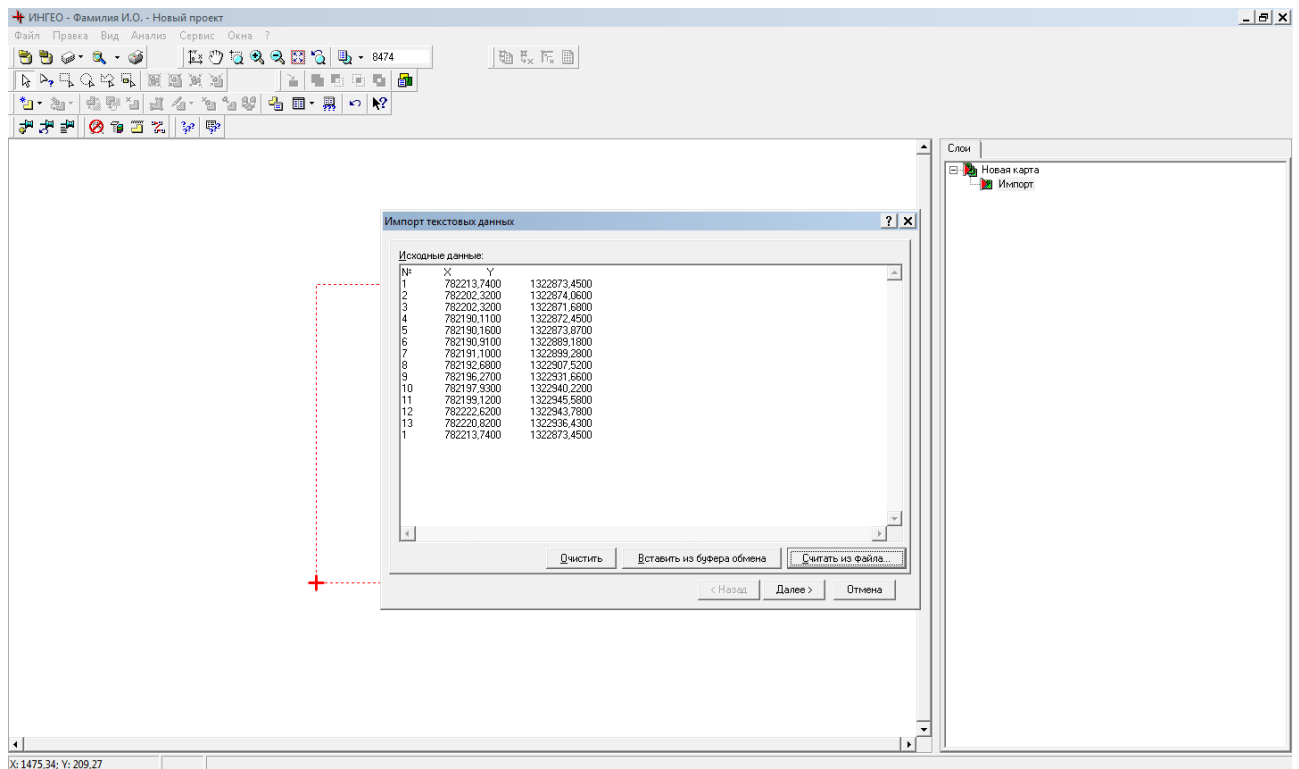 ИНГЕО - Фамилия И.О. - Новый проект
Файл Правка Вид Анализ Сервис Окна ?
8474
Слои
Новая карта
Импорт
Импорт текстовых данных
Исходные данные:
№ X Y
1 782213,7400 1322873,4500
2 782202,3200 1322874,0600
3 782202,3200 1322871,6800
4 782190,1100 1322872,4500
5 782190,1600 1322873,8700
6 782190,9100 1322889,1800
7 782191,1000 1322899,2800
8 782192,6800 1322907,5200
9 782196,2700 1322931,6600
10 782197,9300 1322940,2200
11 782199,1200 1322945,5800
12 782222,6200 1322943,7800
13 782220,8200 1322936,4300
1 782213,7400 1322873,4500
Очистить Вставить из буфера обмена Считать из файла...
< Назад Далее > Отмена
X: 1475,34; Y: 209,27